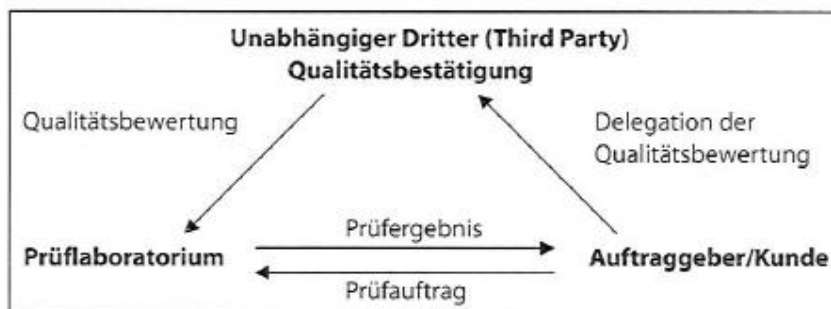 Unabhängiger Dritter (Third Party)
Qualitätsbestätigung
Qualitätsbewertung
Delegation der
Qualitätsbewertung
Prüfergebnis
Prüflaboratorium
Auftraggeber/Kunde
Prüfauftrag